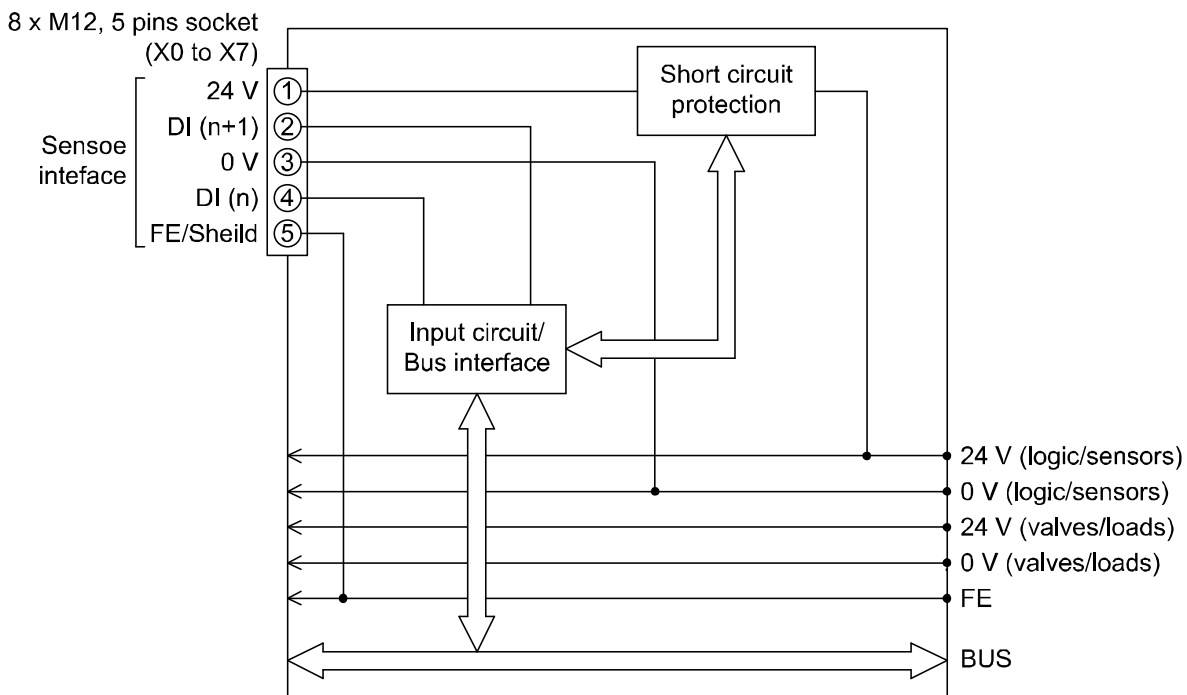 8 x M12, 5 pins socket
(X0 to X7)
Sensoe
inteface
24 V
DI (n+1)
0 V
DI (n)
FE/Sheild
1
2
3
4
5
Short circuit
protection
Input circuit/
Bus interface
24 V (logic/sensors)
0 V (logic/sensors)
24 V (valves/loads)
0 V (valves/loads)
FE
BUS